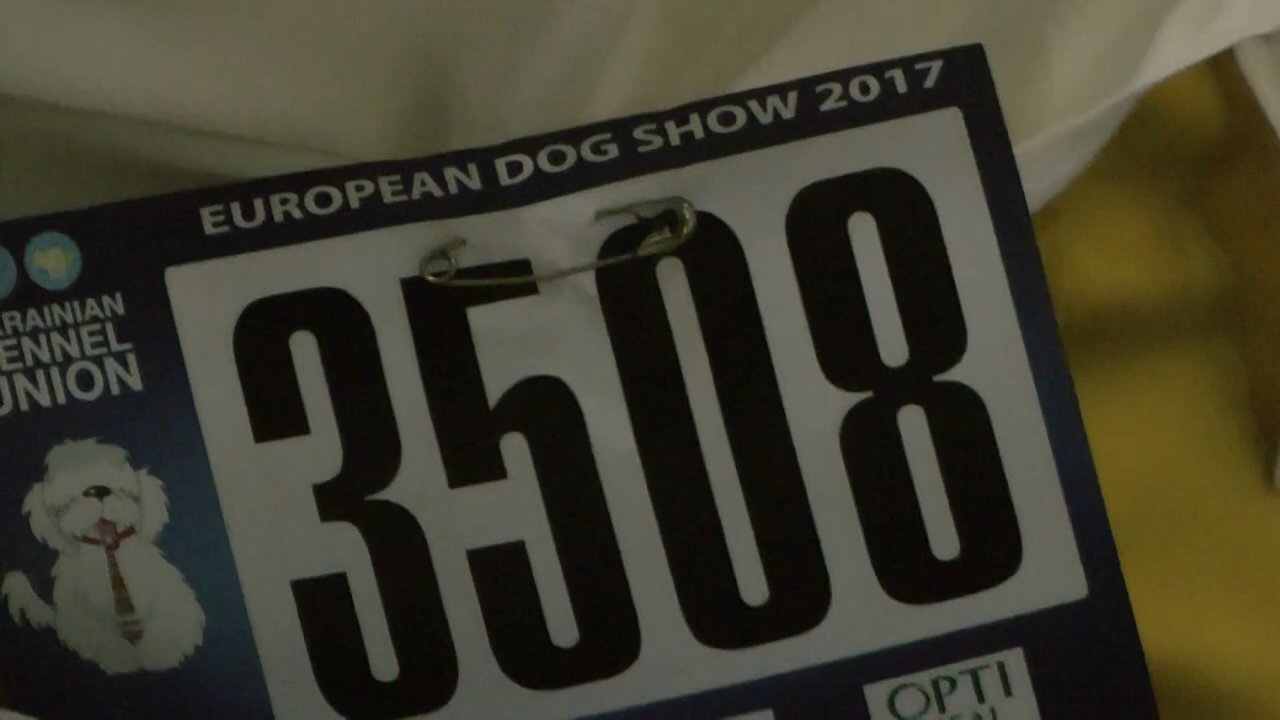 EUROPEAN DOG SHOW 2017
RAINIAN
ENNEL
UNION
3508
OPTI